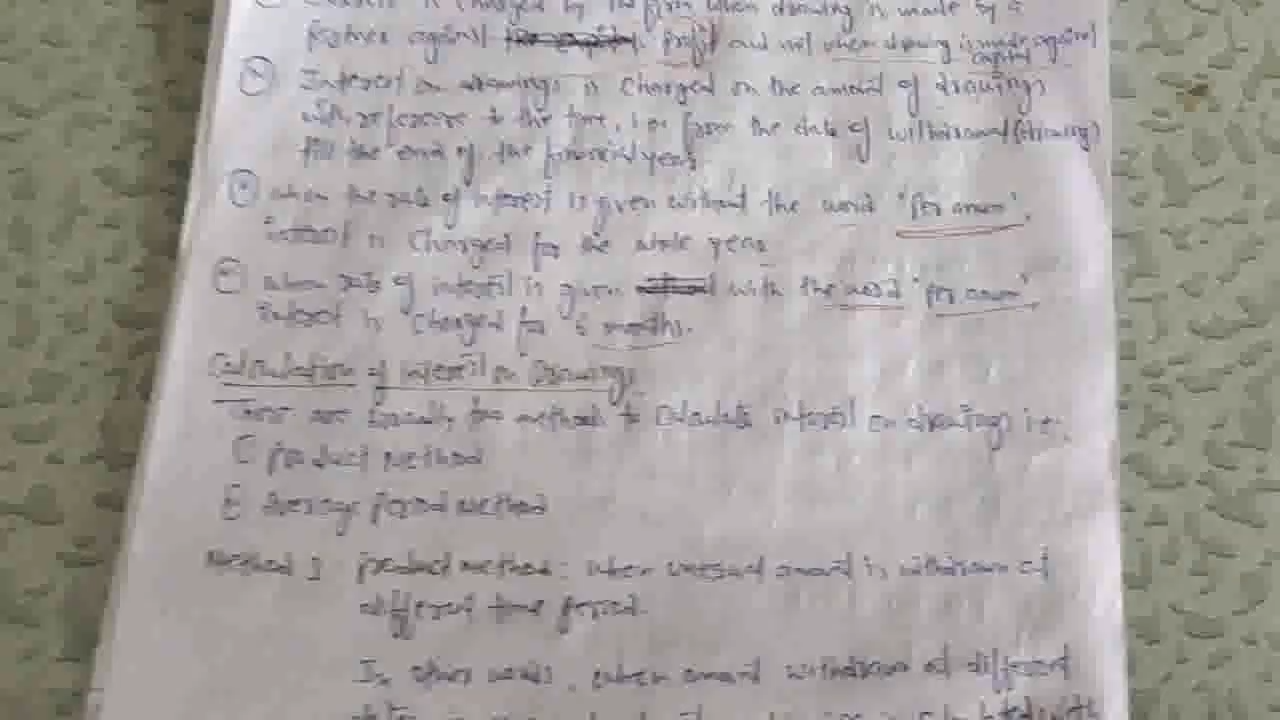 is charged by the firm when drawing is made by a
partner against profit and not when drawing is made against
capital
Interest on drawings is charged on the amount of drawings
with reference to the time, i.e. from the date of withdrawal (drawing)
till the end of the financial year
when the rate of interest is given without the word 'per annum',
interest is charged for the whole year
when rate of interest is given with the word 'per annum',
interest is charged for 6 months.
Calculation of interest on Drawings
There are basically two methods to calculate interest on drawings i.e.
product method
Average period method
Method 1 product method: when unequal amount is withdrawn at
different time period.
In other words, when amount withdrawn at different